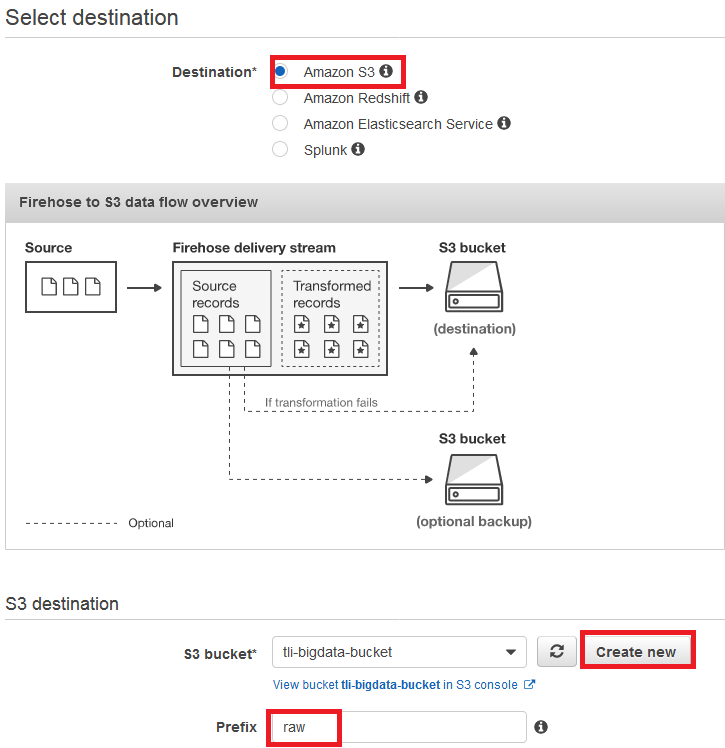 Select destination
Destination*
Amazon S3
Amazon Redshift
Amazon Elasticsearch Service
Splunk
Firehose to S3 data flow overview
Source
Firehose delivery stream
S3 bucket
Source
records
Transformed
records
(destination)
If transformation fails
S3 bucket
(optional backup)
Optional
S3 destination
S3 bucket*
tli-bigdata-bucket
Create new
View bucket tli-bigdata-bucket in S3 console
Prefix
raw